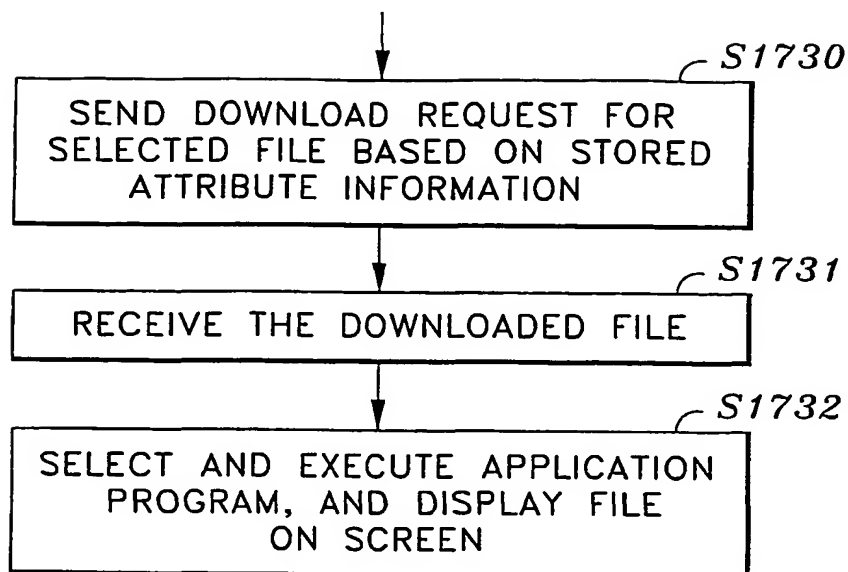 S1730
SEND DOWNLOAD REQUEST FOR
SELECTED FILE BASED ON STORED
ATTRIBUTE INFORMATION
S1731
RECEIVE THE DOWNLOADED FILE
S1732
SELECT AND EXECUTE APPLICATION
PROGRAM, AND DISPLAY FILE
ON SCREEN